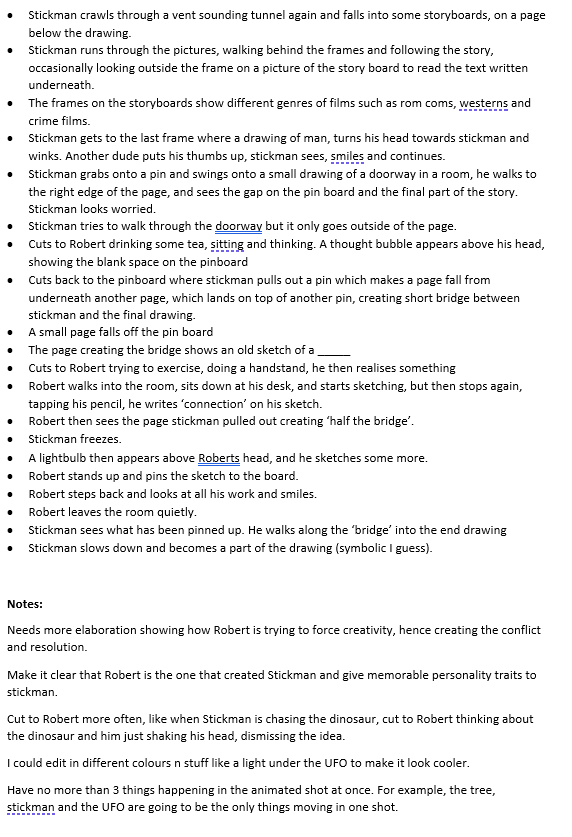 • Stickman crawls through a vent sounding tunnel again and falls into some storyboards, on a page
below the drawing.
• Stickman runs through the pictures, walking behind the frames and following the story,
occasionally looking outside the frame on a picture of the story board to read the text written
underneath.
• The frames on the storyboards show different genres of films such as rom coms, westerns and
crime films.
• Stickman gets to the last frame where a drawing of man, turns his head towards stickman and
winks. Another dude puts his thumbs up, stickman sees, smiles and continues.
• Stickman grabs onto a pin and swings onto a small drawing of a doorway in a room, he walks to
the right edge of the page, and sees the gap on the pin board and the final part of the story.
Stickman looks worried.
• Stickman tries to walk through the doorway but it only goes outside of the page.
• Cuts to Robert drinking some tea, sitting and thinking. A thought bubble appears above his head,
showing the blank space on the pinboard
• Cuts back to the pinboard where stickman pulls out a pin which makes a page fall from
underneath another page, which lands on top of another pin, creating short bridge between
stickman and the final drawing.
• A small page falls off the pin board
• The page creating the bridge shows an old sketch of a _____
• Cuts to Robert trying to exercise, doing a handstand, he then realises something
• Robert walks into the room, sits down at his desk, and starts sketching, but then stops again,
tapping his pencil, he writes ‘connection’ on his sketch.
• Robert then sees the page stickman pulled out creating ‘half the bridge’.
• Stickman freezes.
• A lightbulb then appears above Roberts head, and he sketches some more.
• Robert stands up and pins the sketch to the board.
• Robert steps back and looks at all his work and smiles.
• Robert leaves the room quietly.
• Stickman sees what has been pinned up. He walks along the ‘bridge’ into the end drawing
• Stickman slows down and becomes a part of the drawing (symbolic I guess).
Notes:
Needs more elaboration showing how Robert is trying to force creativity, hence creating the conflict
and resolution.
Make it clear that Robert is the one that created Stickman and give memorable personality traits to
stickman.
Cut to Robert more often, like when Stickman is chasing the dinosaur, cut to Robert thinking about
the dinosaur and him just shaking his head, dismissing the idea.
I could edit in different colours n stuff like a light under the UFO to make it look cooler.
Have no more than 3 things happening in the animated shot at once. For example, the tree,
stickman and the UFO are going to be the only things moving in one shot.